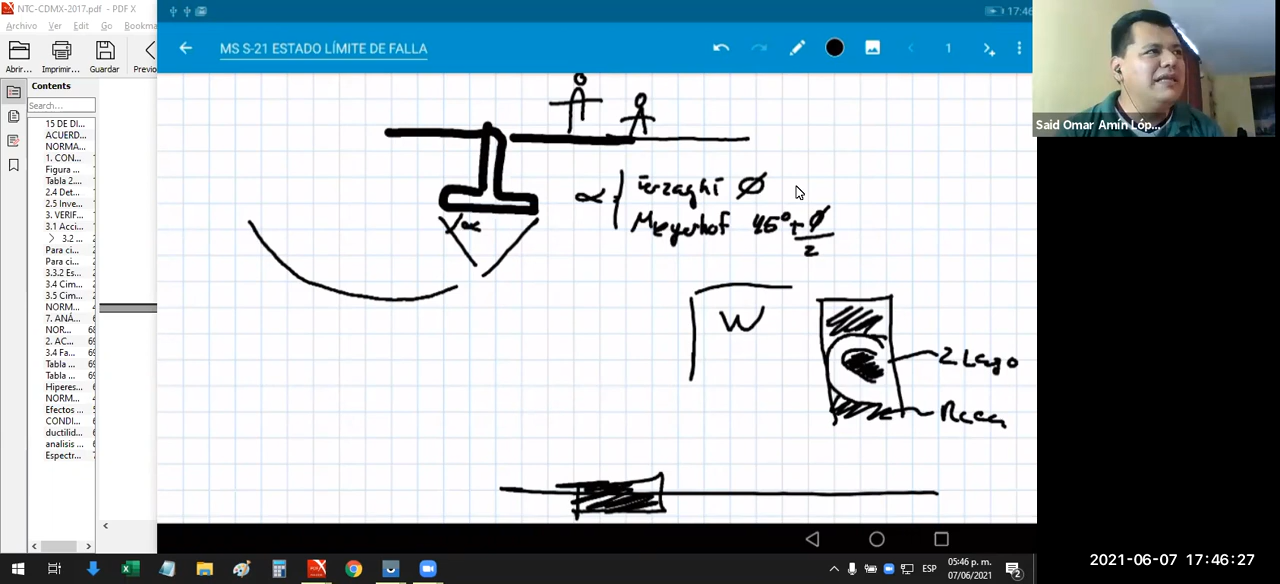 NTC-CDMX-2017.pdf - PDF X
Archivo Ver Edit Go Bookma
Abrir... Imprimir... Guardar Previo
Contents
Search...
15 DE DI...
ACUERD...
NORMA...
1. CON...
Figura ...
Tabla 2....
2.4 Det...
2.5 Inve...
3. VERIF...
3.1 Acci...
3.2 ...
Para ci...
Para ci...
3.3.2 Es...
3.4 Cim...
3.5 Cim...
NORM...
7. ANÁ...
NOR...
2. AC...
3.4 Fa...
Tabla ...
Tabla ...
Hiperes...
NORM...
Efectos ...
CONDI...
ductilid...
analisis ...
Espectr...
17:46
MS S-21 ESTADO LÍMITE DE FALLA
1
α { Terzaghi Ø
Meyerhof 45° + Ø/2
α
W
Z Lago
Said Omar Amín Lóp...
ESP
05:46 p. m.
07/06/2021
2
2021-06-07 17:46:27